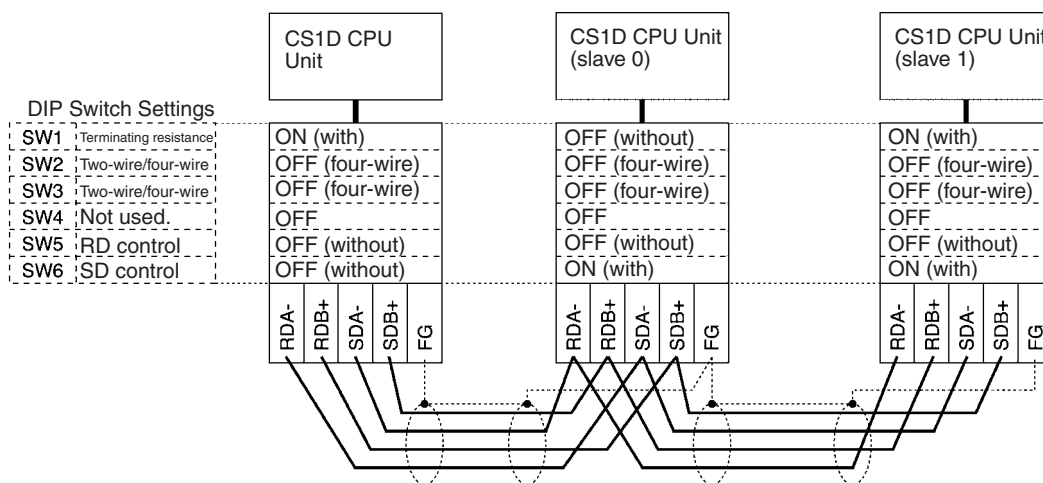 CS1D CPU
Unit
CS1D CPU Unit
(slave 0)
CS1D CPU Unit
(slave 1)
DIP Switch Settings
SW1 Terminating resistance ON (with) OFF (without) ON (with)
SW2 Two-wire/four-wire OFF (four-wire) OFF (four-wire) OFF (four-wire)
SW3 Two-wire/four-wire OFF (four-wire) OFF (four-wire) OFF (four-wire)
SW4 Not used. OFF OFF OFF
SW5 RD control OFF (without) OFF (without) OFF (without)
SW6 SD control OFF (without) ON (with) ON (with)
RDA- RDB+ SDA- SDB+ FG RDA- RDB+ SDA- SDB+ FG RDA- RDB+ SDA- SDB+ FG